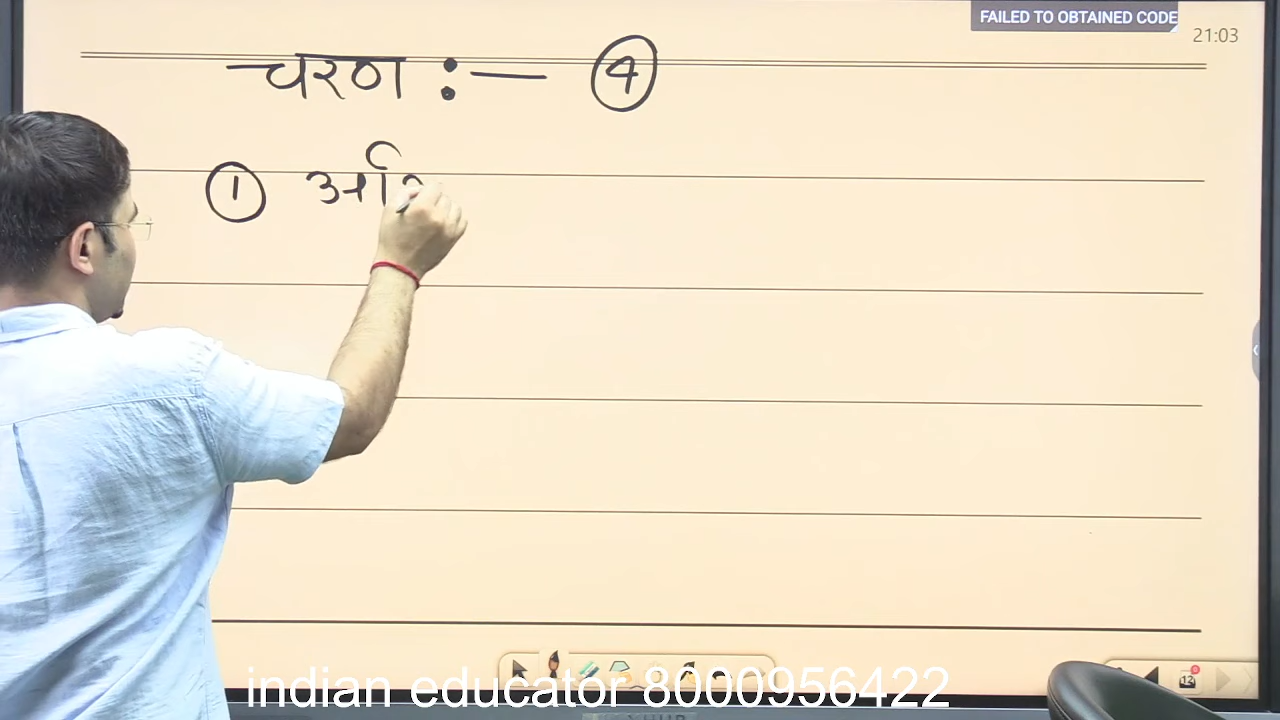 FAILED TO OBTAINED CODE
21:03
चरण :— ④
①
indian educator 8000956422